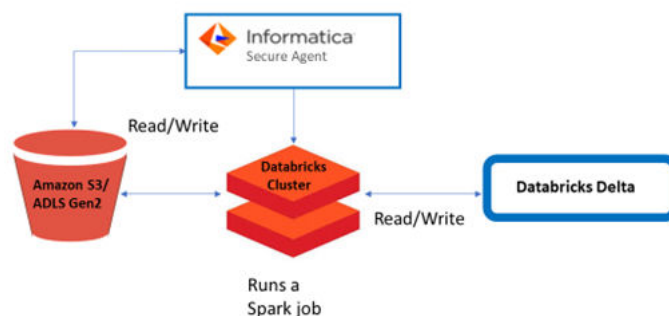 Informatica
Secure Agent
Read/Write
Amazon S3/
ADLS Gen2
Databricks
Cluster
Databricks Delta
Read/Write
Runs a
Spark job